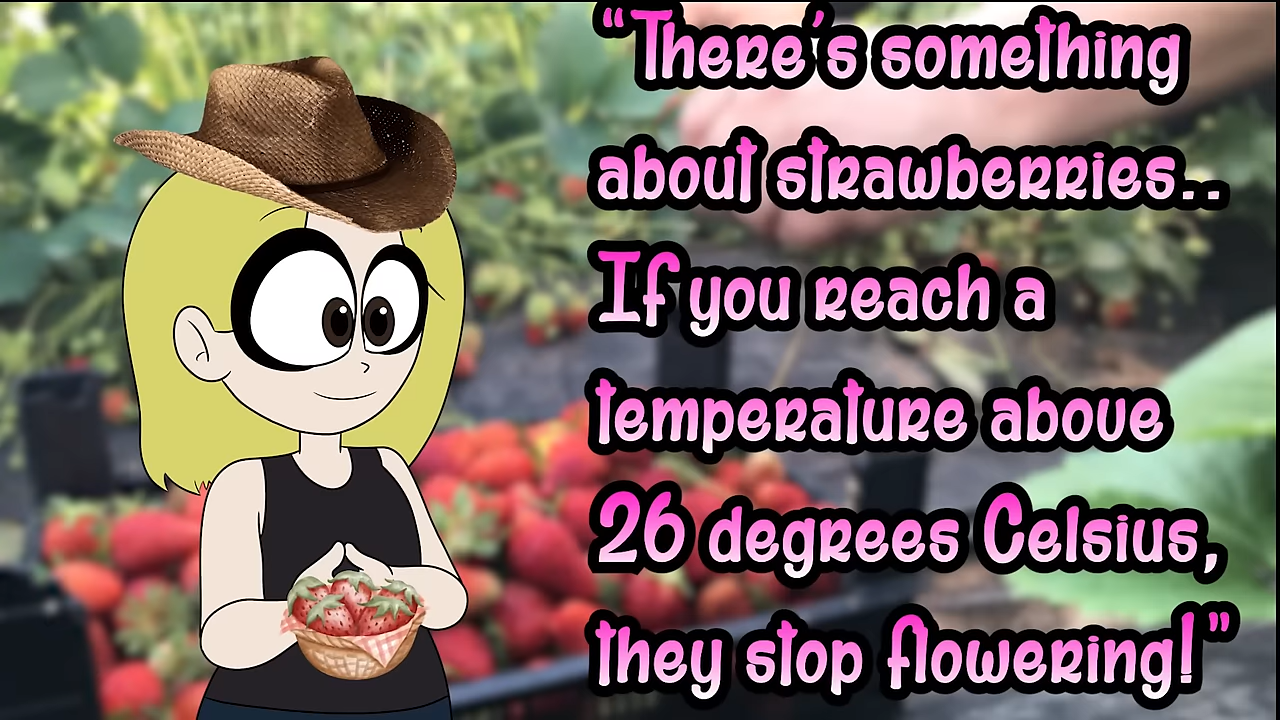 “There’s something
about strawberries..
If you reach a
temperature above
26 degrees Celsius,
they stop flowering!”